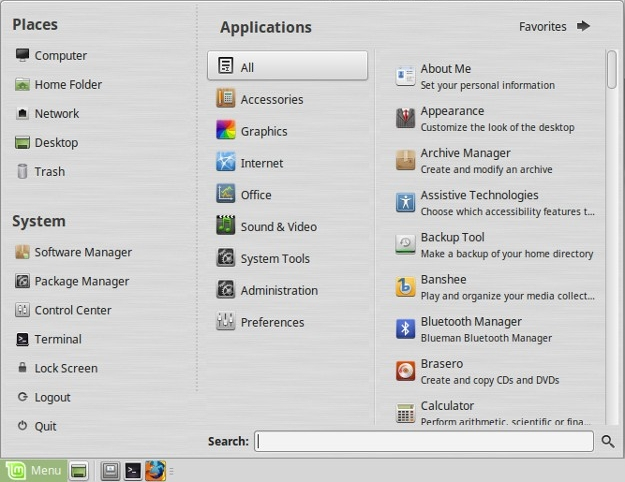 Places
Computer
Home Folder
Network
Desktop
Trash
System
Software Manager
Package Manager
Control Center
Terminal
Lock Screen
Logout
Quit
Applications
Favorites
All
Accessories
Graphics
Internet
Office
Sound & Video
System Tools
Administration
Preferences
About Me
Set your personal information
Appearance
Customize the look of the desktop
Archive Manager
Create and modify an archive
Assistive Technologies
Choose which accessibility features t...
Backup Tool
Make a backup of your home directory
Banshee
Play and organize your media collect...
Bluetooth Manager
Blueman Bluetooth Manager
Brasero
Create and copy CDs and DVDs
Calculator
Perform arithmetic, scientific or fina...
Search:
Menu